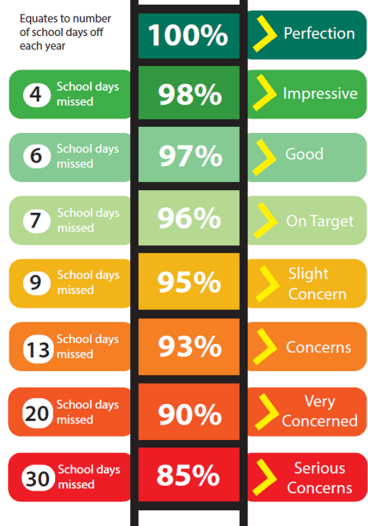 Equates to number
of school days off
each year
100%
Perfection
4
School days
missed
98%
Impressive
6
School days
missed
97%
Good
7
School days
missed
96%
On Target
9
School days
missed
95%
Slight
Concern
13
School days
missed
93%
Concerns
20
School days
missed
90%
Very
Concerned
30
School days
missed
85%
Serious
Concerns